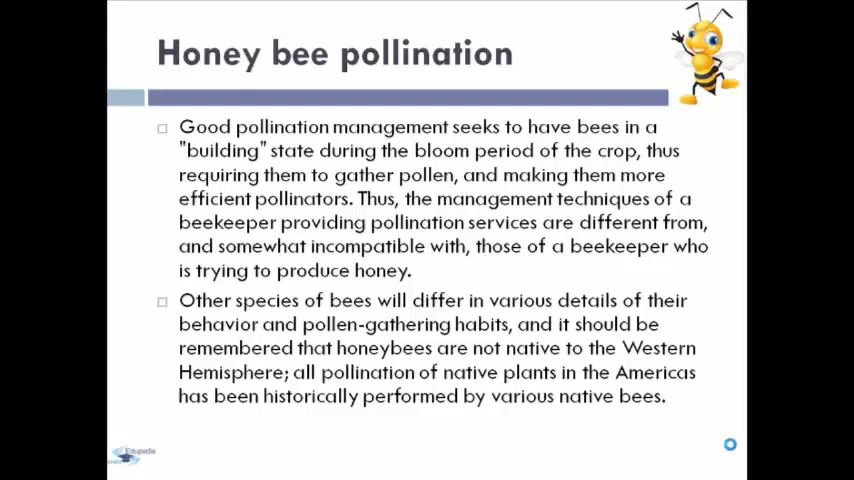 Honey bee pollination
Good pollination management seeks to have bees in a
"building" state during the bloom period of the crop, thus
requiring them to gather pollen, and making them more
efficient pollinators. Thus, the management techniques of a
beekeeper providing pollination services are different from,
and somewhat incompatible with, those of a beekeeper who
is trying to produce honey.
Other species of bees will differ in various details of their
behavior and pollen-gathering habits, and it should be
remembered that honeybees are not native to the Western
Hemisphere; all pollination of native plants in the Americas
has been historically performed by various native bees.
Edupedia